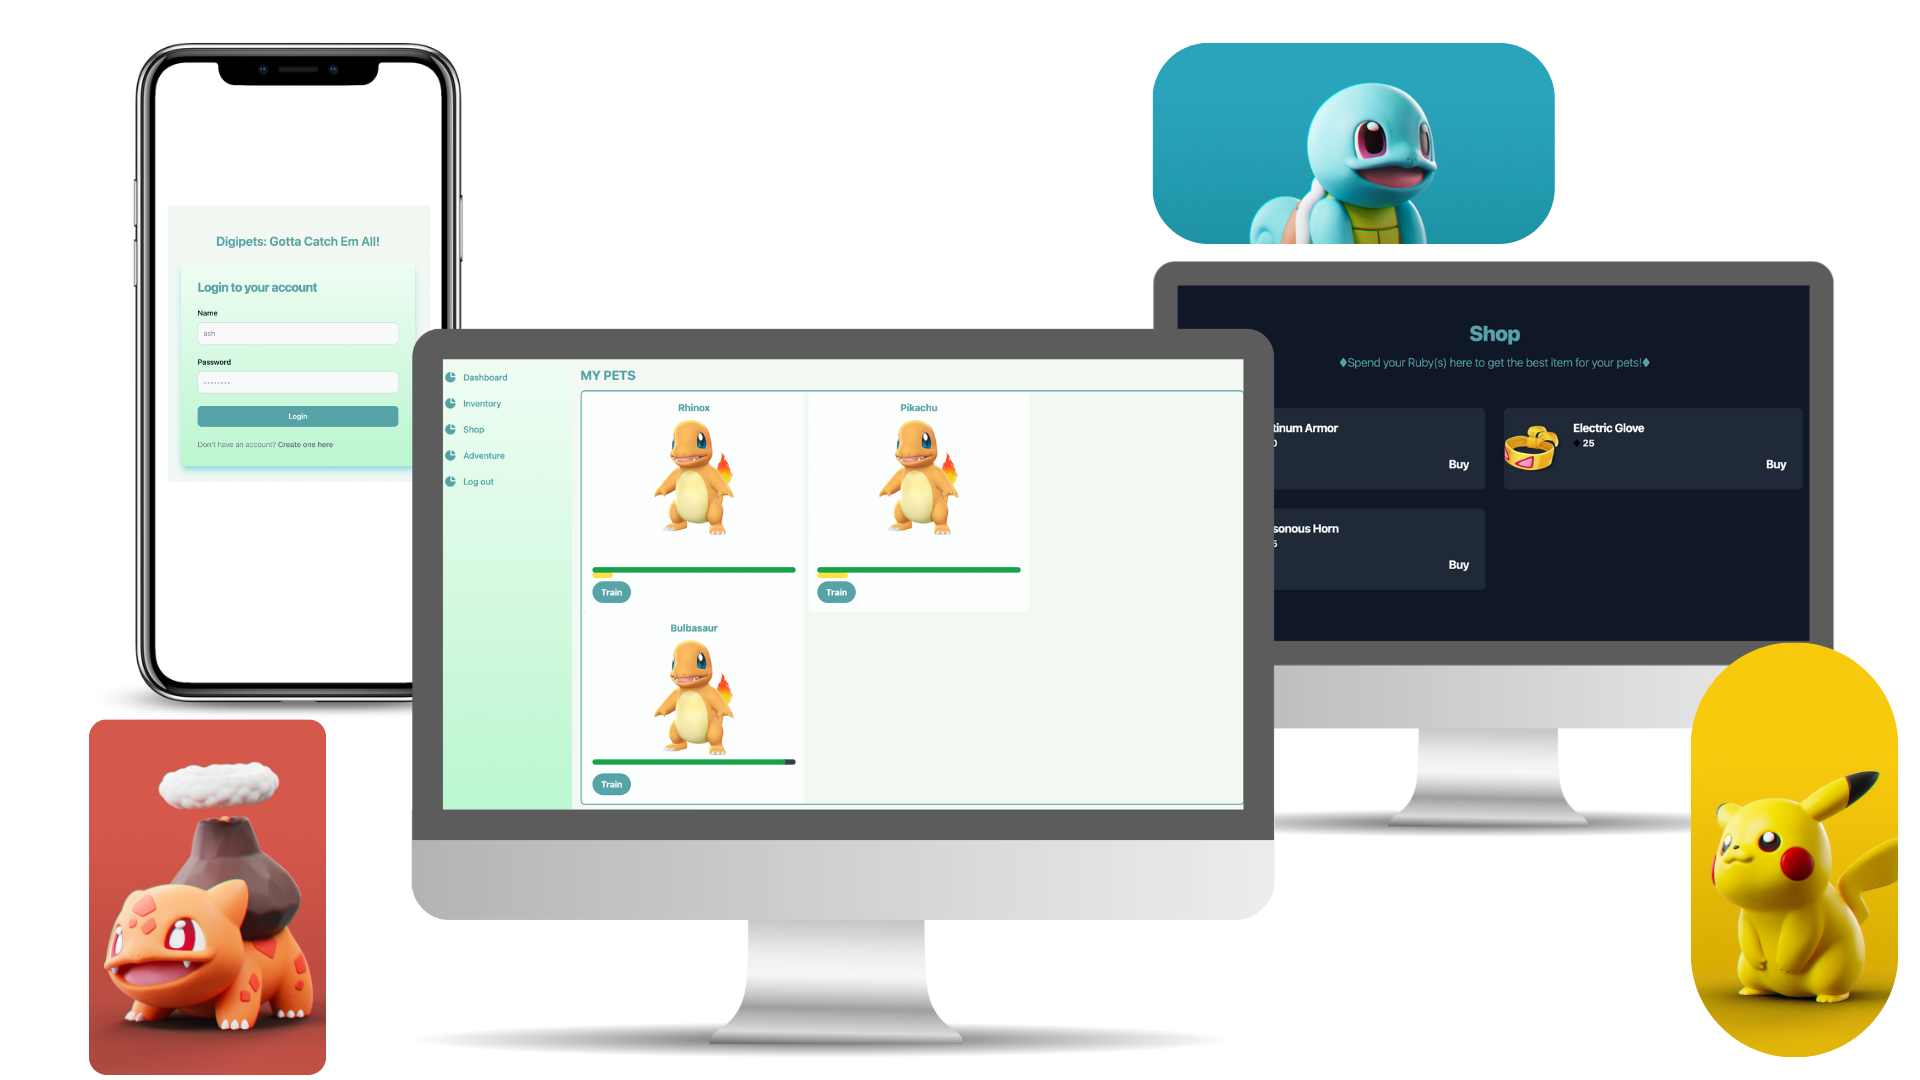 Digipets: Gotta Catch Em All!
Login to your account
Name
ash
Password
Login
Don't have an account? Create one here
Dashboard
Inventory
Shop
Adventure
Log out
MY PETS
Rhinox
Pikachu
Train
Train
Bulbasaur
Train
Shop
♦Spend your Ruby(s) here to get the best item for your pets!♦
tinum Armor
Buy
Electric Glove
♦ 25
Buy
sonous Horn
5
Buy